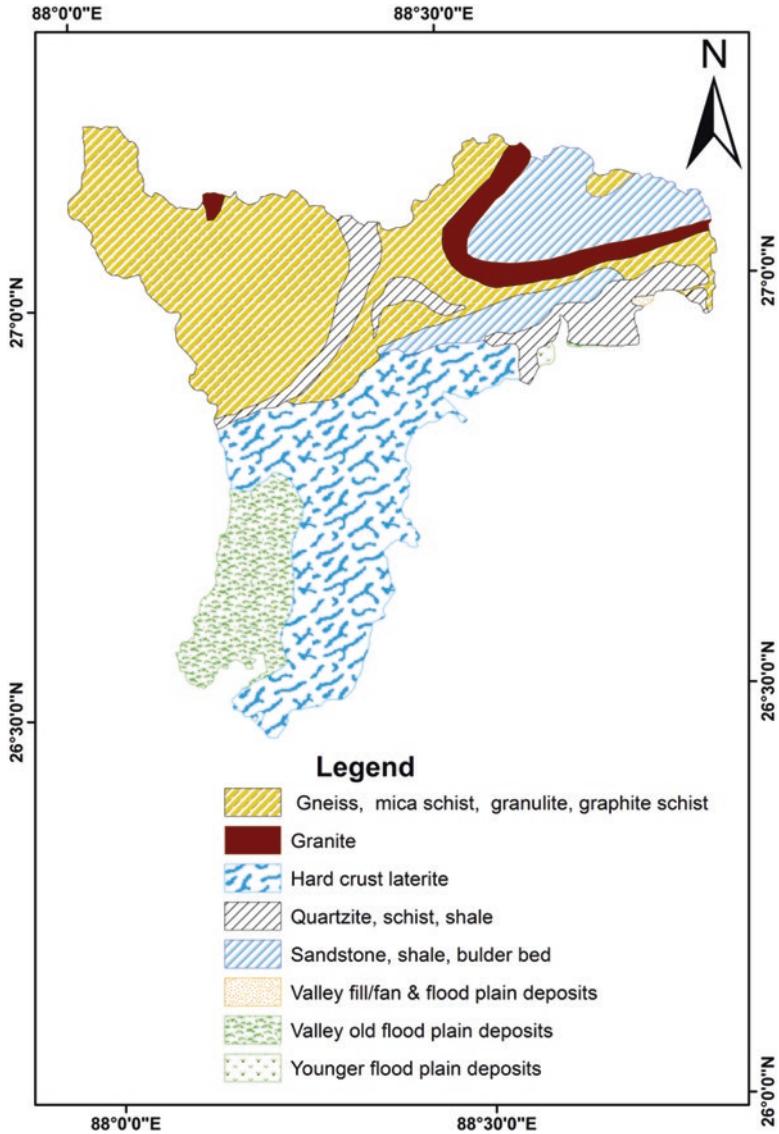 88°0'0"E
88°30'0"E
N
27°0'0"N
27°0'0"N
26°30'0"N
26°30'0"N
Legend
Gneiss, mica schist, granulite, graphite schist
Granite
Hard crust laterite
Quartzite, schist, shale
Sandstone, shale, bulder bed
Valley fill/fan & flood plain deposits
Valley old flood plain deposits
Younger flood plain deposits
26°0'0"N
88°0'0"E
88°30'0"E